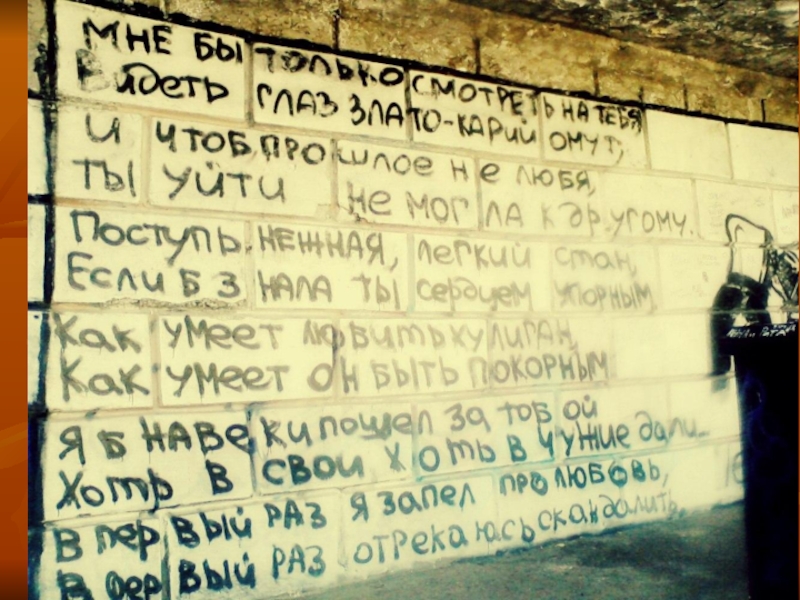 МНЕ БЫ ТОЛЬКО СМОТРЕТЬ НА ТЕБЯ
Видеть ГЛАЗ ЗЛАТО-КАРИЙ ОМУТ,
И ЧТОБ, ПРОШЛОЕ НЕ ЛЮБЯ,
ТЫ УЙТИ НЕ МОГЛА К ДРУГОМУ.
Поступь НЕЖНАЯ, легкий стан,
Если б знала ты сердцем упорным
Как умеет любить хулиган,
Как умеет он быть покорным
Я б навеки пошел за тобой
Хоть в свои хоть в чужие дали...
В первый раз я запел про любовь,
В первый раз отрекаюсь скандалить.